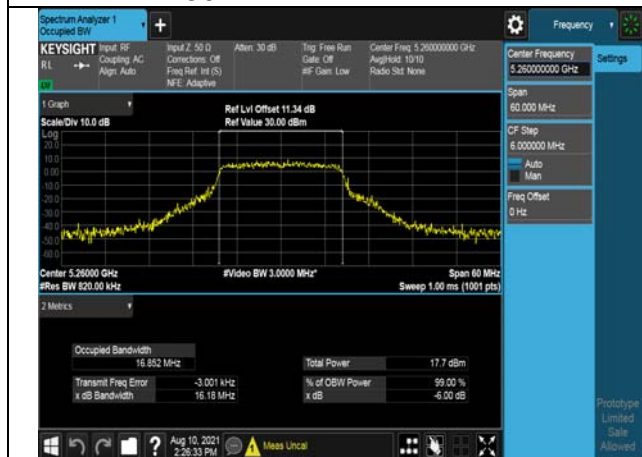 Spectrum Analyzer 1
Occupied BW
+
Frequency
KEYSIGHT
RL
Input: RF
Coupling: AC
Align: Auto
Input Z: 50 Ω
Corrections: Off
Freq Ref: Int (S)
NFE: Adaptive
Atten: 30 dB
Trig: Free Run
Gate: Off
#IF Gain: Low
Center Freq: 5.260000000 GHz
Avg|Hold: 10/10
Radio Std: None
Center Frequency
5.260000000 GHz
Settings
Span
60.000 MHz
CF Step
6.000000 MHz
Auto
Man
Freq Offset
0 Hz
1 Graph
Scale/Div 10.0 dB
Ref Lvl Offset 11.34 dB
Ref Value 30.00 dBm
Log
20.0
10.0
0.00
-10.0
-20.0
-30.0
-40.0
-50.0
-60.0
Center 5.26000 GHz
#Res BW 820.00 kHz
#Video BW 3.0000 MHz*
Span 60 MHz
Sweep 1.00 ms (1001 pts)
2 Metrics
Occupied Bandwidth
16.852 MHz
Total Power 17.7 dBm
Transmit Freq Error -3.001 kHz
% of OBW Power 99.00 %
x dB Bandwidth 16.18 MHz
x dB -6.00 dB
Prototype
Limited
Sale
Allowed
?
Aug 10, 2021
2:26:33 PM
Meas Uncal